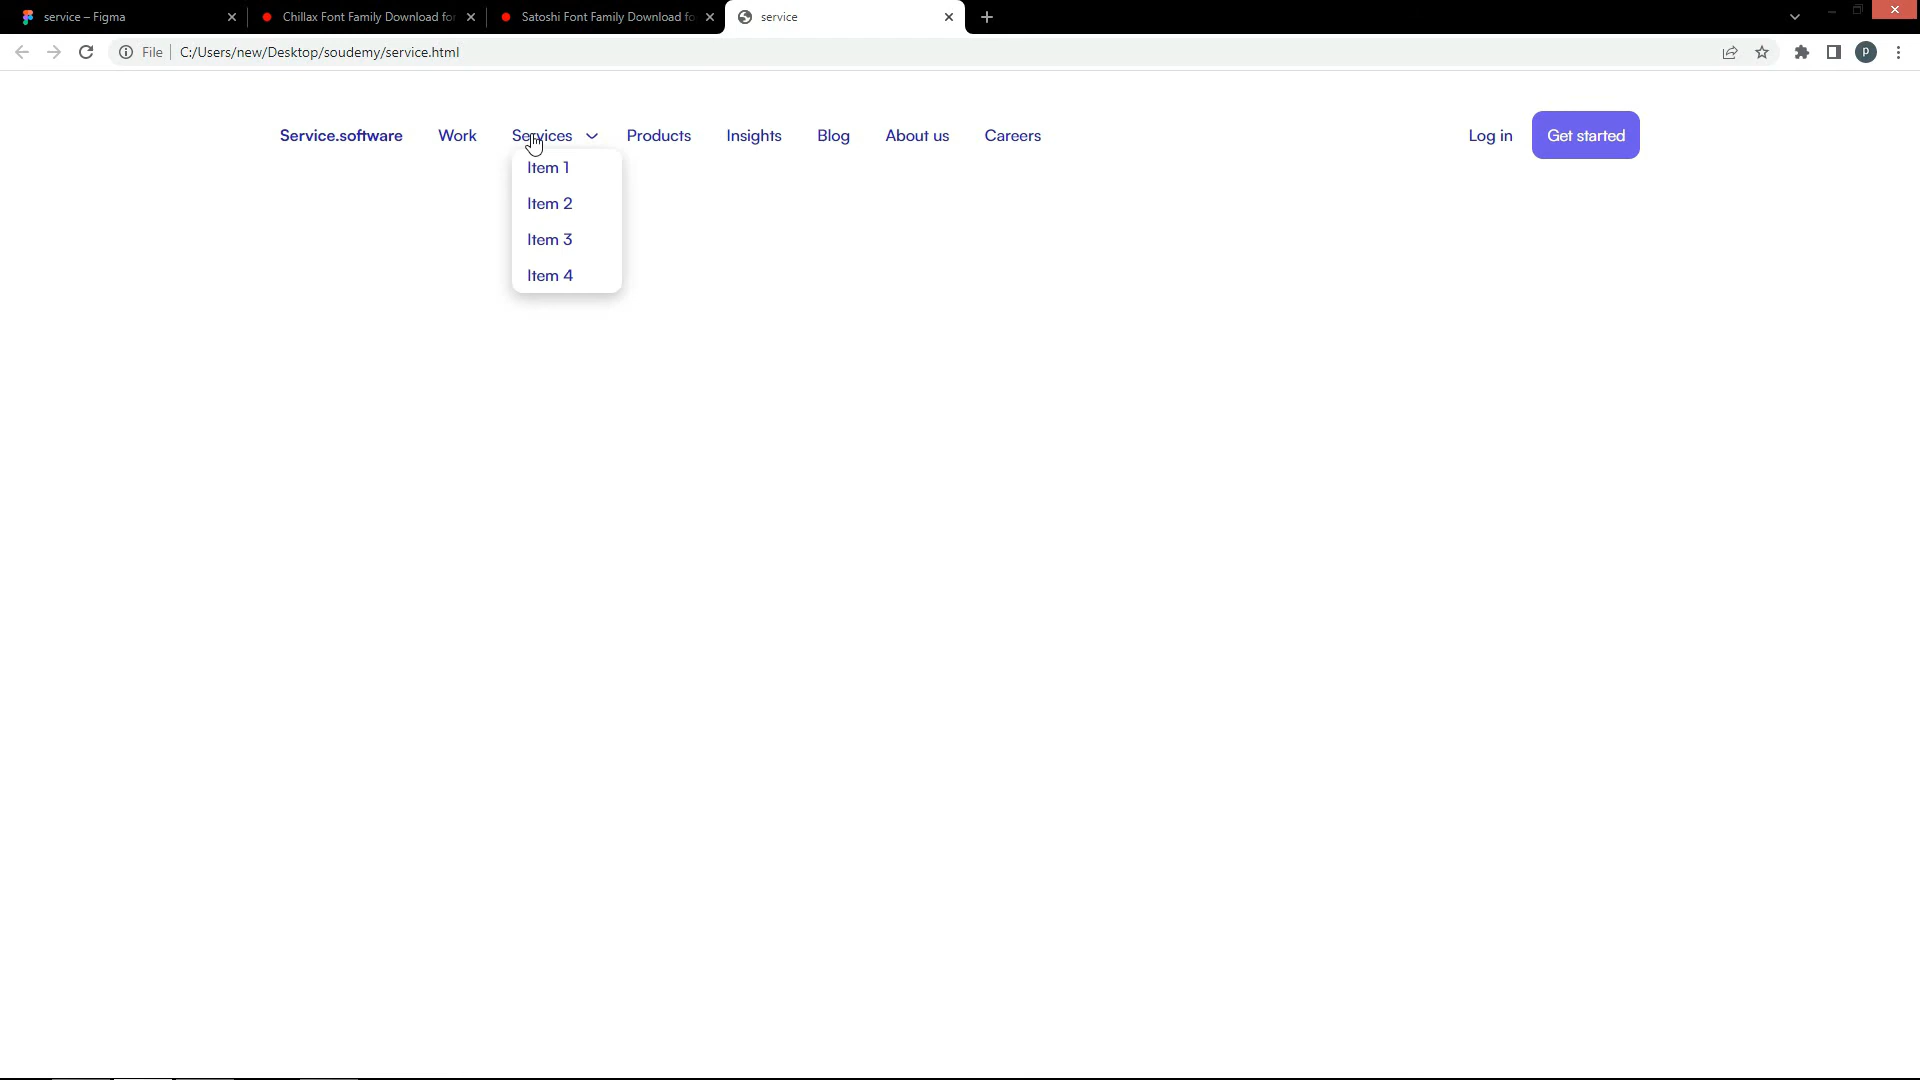 service – Figma
Chillax Font Family Download for
Satoshi Font Family Download fo
service
File
C:/Users/new/Desktop/soudemy/service.html
P
Service.software Work Services Products Insights Blog About us Careers Log in Get started
Item 1
Item 2
Item 3
Item 4